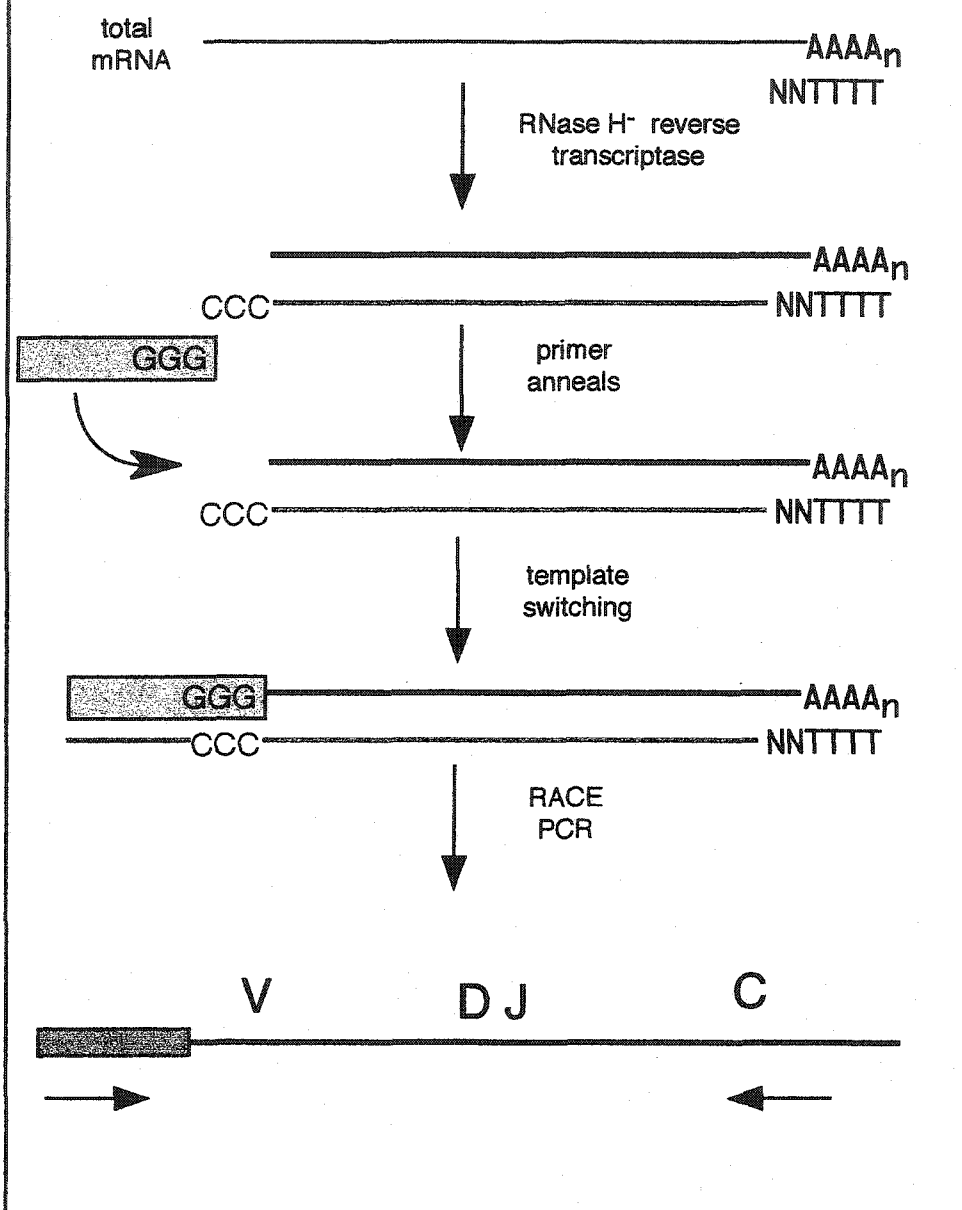 total
mRNA
AAAAn
NNTTTT
RNase H- reverse
transcriptase
AAAAn
CCC
NNTTTT
GGG
primer
anneals
AAAAn
CCC
NNTTTT
template
switching
GGG
AAAAn
CCC
NNTTTT
RACE
PCR
V
D J
C